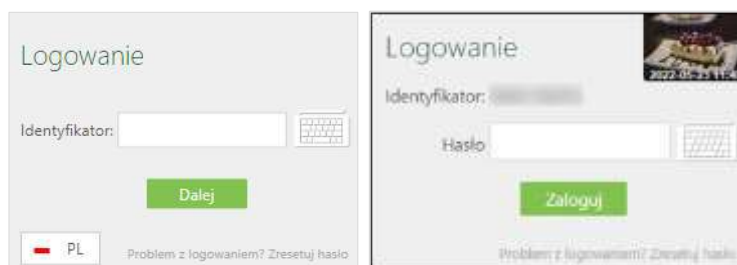 Logowanie
Identyfikator:
Dalej
PL
Problem z logowaniem? Zresetuj hasło
Logowanie
Identyfikator:
Hasło
Zaloguj
Problem z logowaniem? Zresetuj hasło